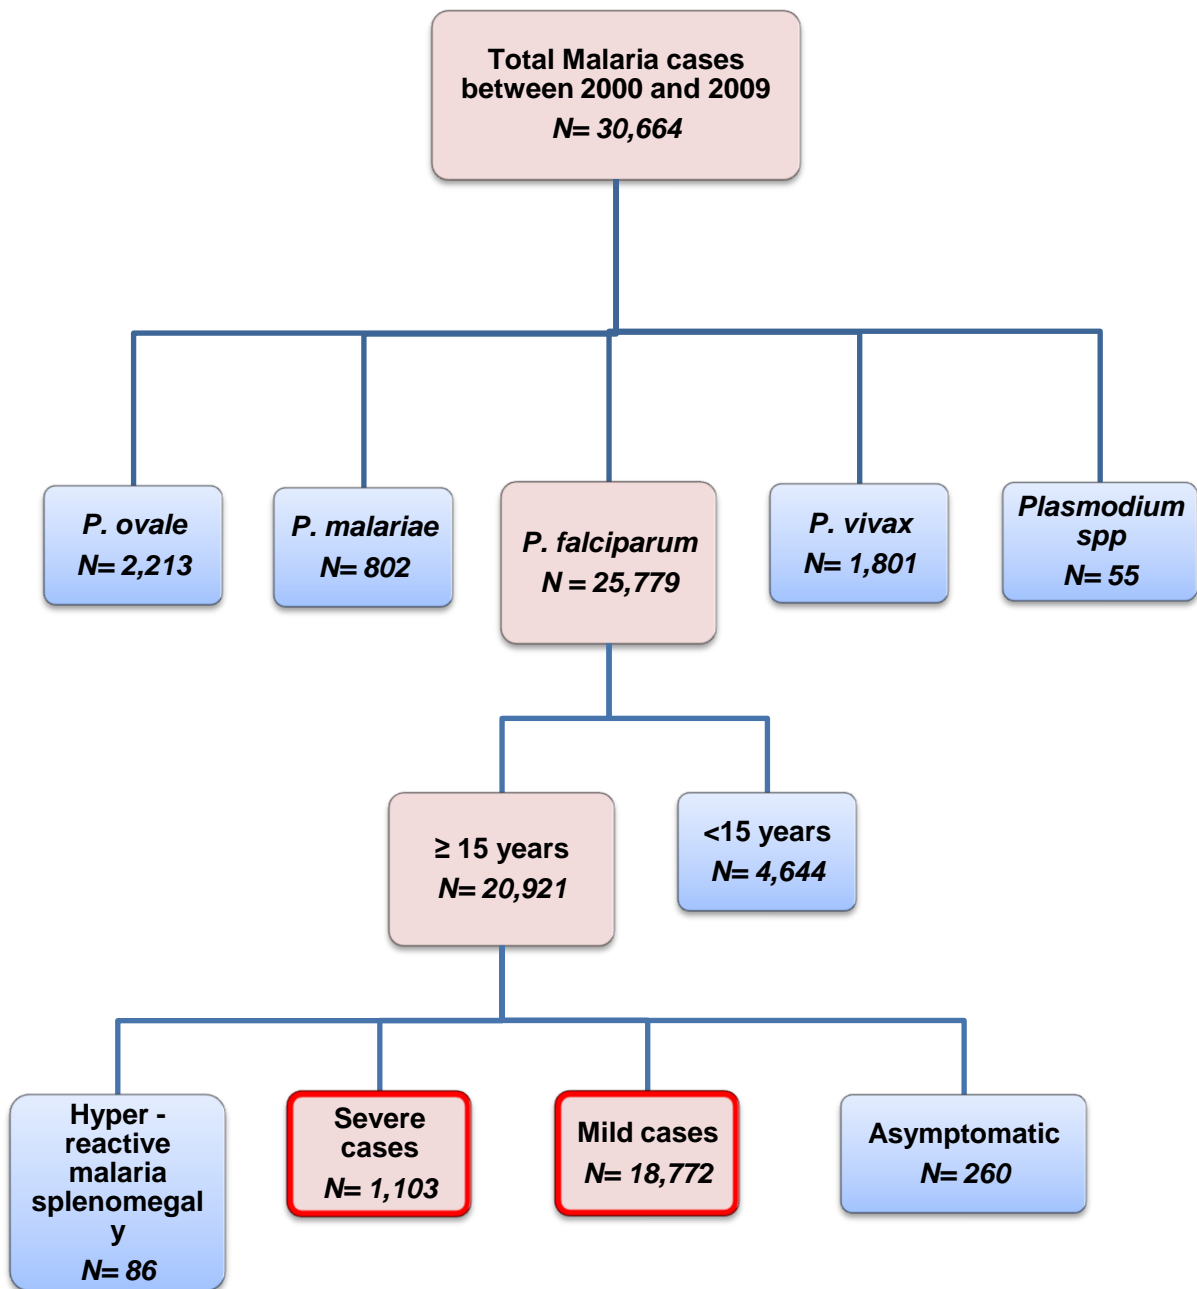 Total Malaria cases
between 2000 and 2009
N= 30,664
P. ovale
N= 2,213
P. malariae
N= 802
P. falciparum
N = 25,779
P. vivax
N= 1,801
Plasmodium
spp
N= 55
≥ 15 years
N= 20,921
<15 years
N= 4,644
Hyper -
reactive
malaria
splenomegal
y
N= 86
Severe
cases
N= 1,103
Mild cases
N= 18,772
Asymptomatic
N= 260